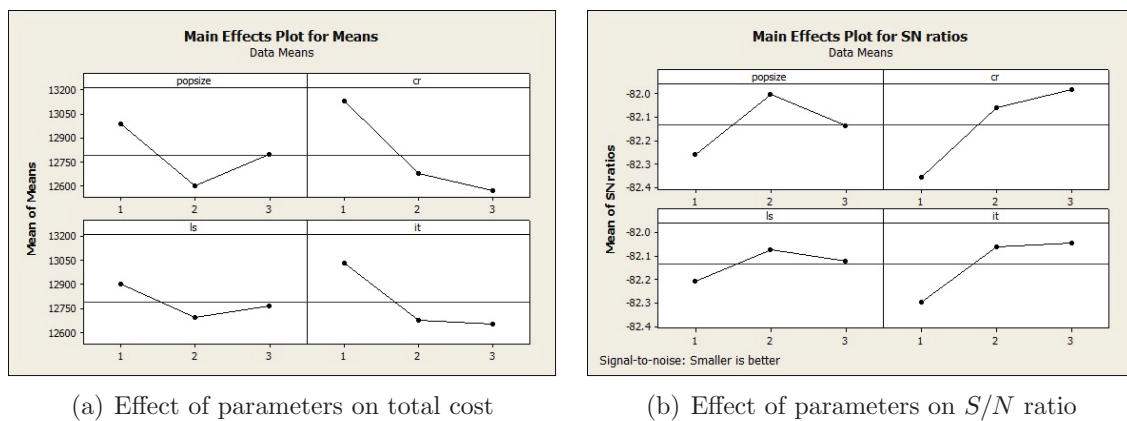 Main Effects Plot for Means
Data Means
popsize cr
13200
13050
12900
12750
12600
1 2 3 1 2 3
ls it
13200
13050
12900
12750
12600
1 2 3 1 2 3
Mean of Means
Main Effects Plot for SN ratios
Data Means
popsize cr
-82.0
-82.1
-82.2
-82.3
-82.4
1 2 3 1 2 3
ls it
-82.0
-82.1
-82.2
-82.3
-82.4
1 2 3 1 2 3
Mean of SN ratios
Signal-to-noise: Smaller is better
(a) Effect of parameters on total cost
(b) Effect of parameters on S/N ratio